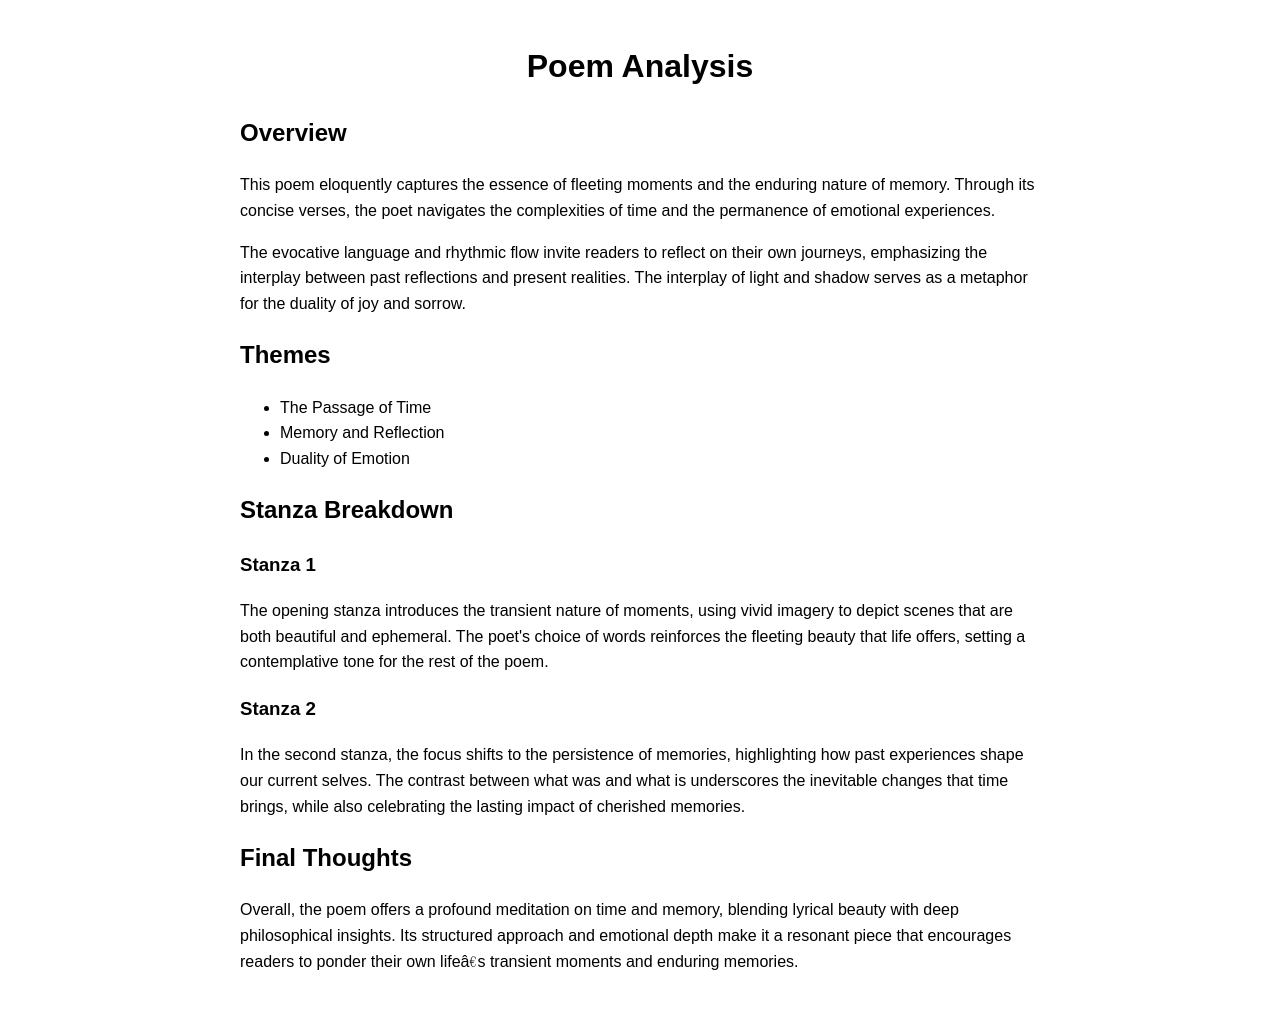 Poem Analysis
Overview
This poem eloquently captures the essence of fleeting moments and the enduring nature of memory. Through its
concise verses, the poet navigates the complexities of time and the permanence of emotional experiences.
The evocative language and rhythmic flow invite readers to reflect on their own journeys, emphasizing the
interplay between past reflections and present realities. The interplay of light and shadow serves as a metaphor
for the duality of joy and sorrow.
Themes
• The Passage of Time
• Memory and Reflection
• Duality of Emotion
Stanza Breakdown
Stanza 1
The opening stanza introduces the transient nature of moments, using vivid imagery to depict scenes that are
both beautiful and ephemeral. The poet's choice of words reinforces the fleeting beauty that life offers, setting a
contemplative tone for the rest of the poem.
Stanza 2
In the second stanza, the focus shifts to the persistence of memories, highlighting how past experiences shape
our current selves. The contrast between what was and what is underscores the inevitable changes that time
brings, while also celebrating the lasting impact of cherished memories.
Final Thoughts
Overall, the poem offers a profound meditation on time and memory, blending lyrical beauty with deep
philosophical insights. Its structured approach and emotional depth make it a resonant piece that encourages
readers to ponder their own lifeâ€s transient moments and enduring memories.